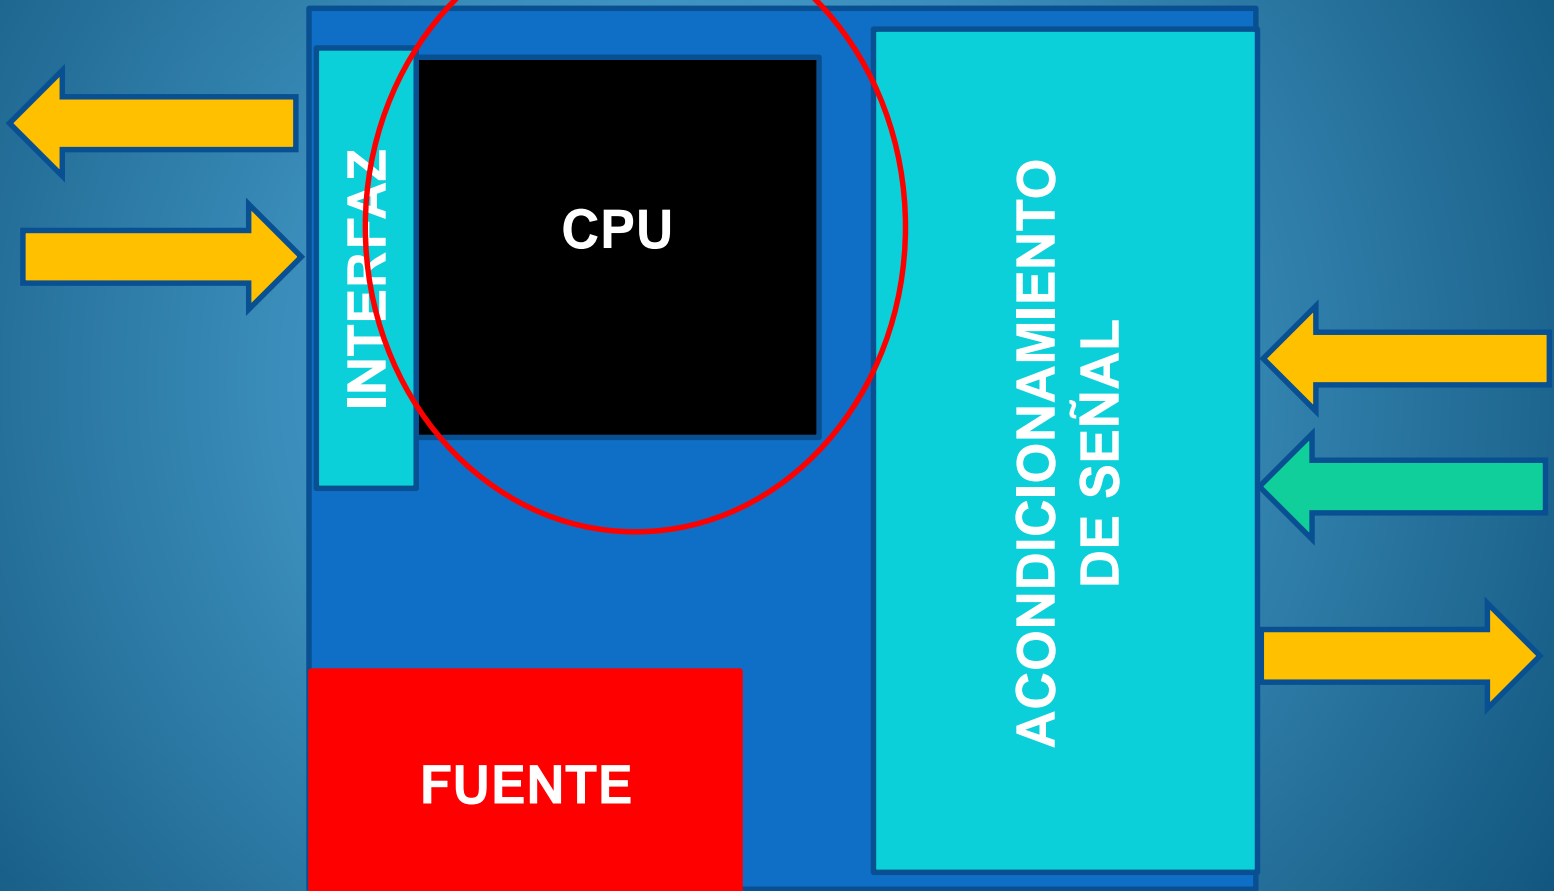 INTERFAZ
CPU
ACONDICIONAMIENTO
DE SEÑAL
FUENTE